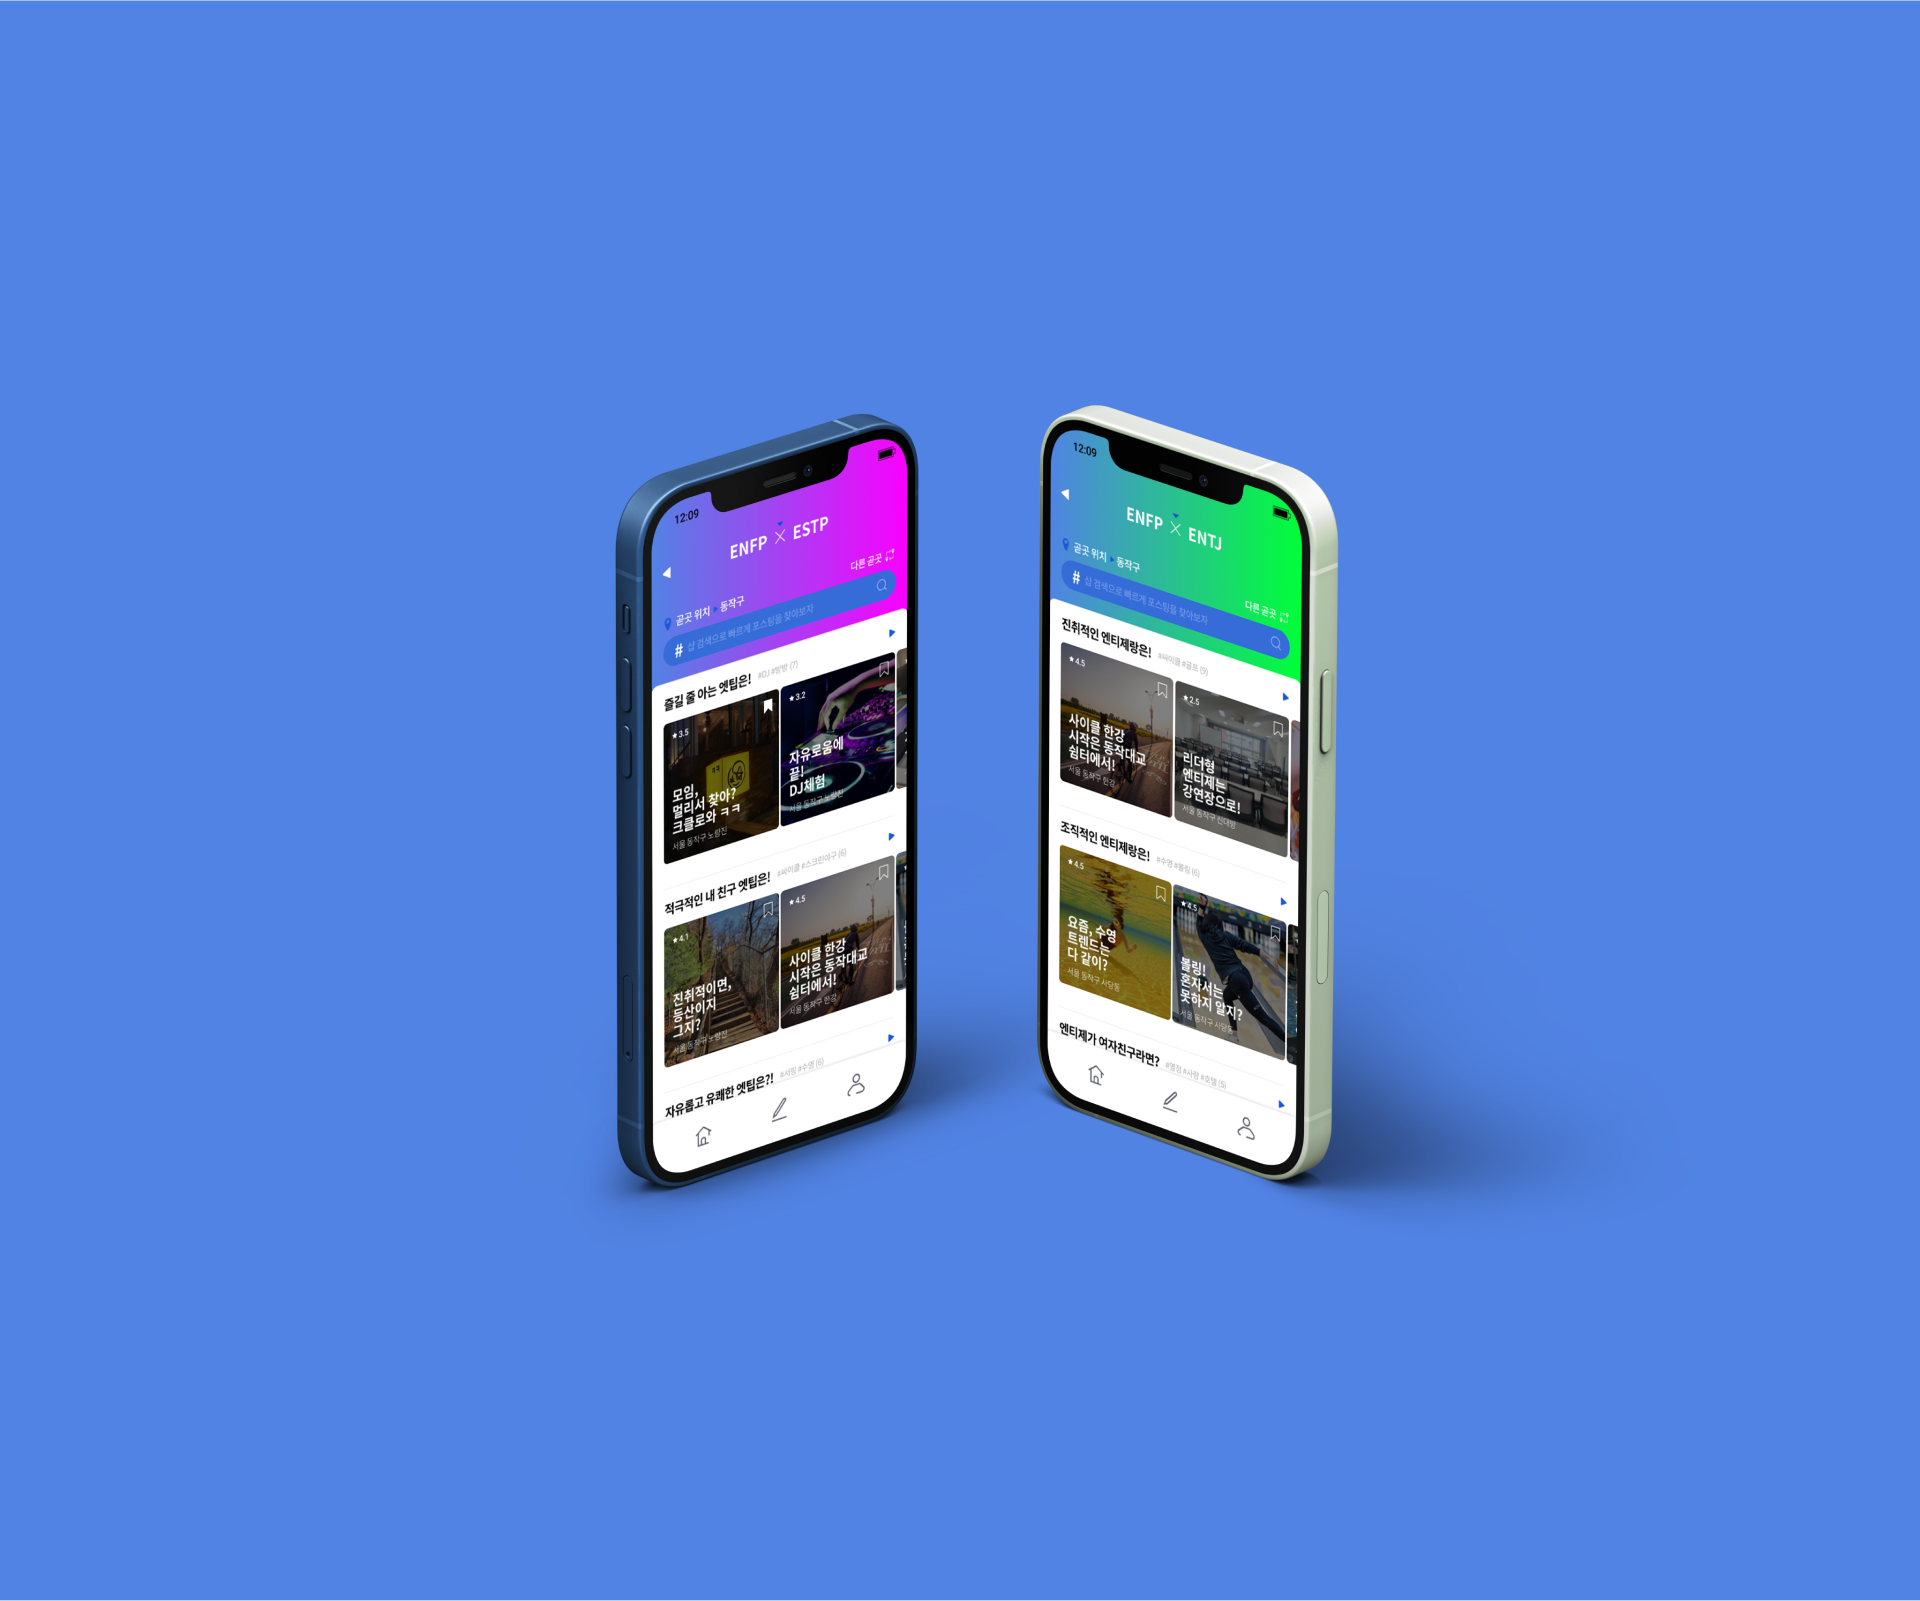 12:09
ENFP × ESTP
다른 곧곳
곧곳 위치 동작구
# 샵 검색으로 빠르게 포스팅을 찾아보자
즐길 줄 아는 엣팁은! #DJ #방방 (7)
★3.5
모임,
멀리서 찾아?
크클로와 ㅋㅋ
서울 동작구 노량진
★3.2
자유로움에
끝!
DJ체험
서울 동작구 노량진
적극적인 내 친구 엣팁은! #싸이클 #스크린야구 (6)
★4.1
진취적이면,
등산이지
그지?
서울 동작구 노량진
★4.5
사이클 한강
시작은 동작대교
쉼터에서!
서울 동작구 한강
자유롭고 유쾌한 엣팁은?! #서핑 #수영 (6)
12:09
ENFP × ENTJ
곧곳 위치 동작구
다른 곧곳
# 샵 검색으로 빠르게 포스팅을 찾아보자
진취적인 엔티제랑은! #싸이클 #골프 (9)
★4.5
사이클 한강
시작은 동작대교
쉼터에서!
서울 동작구 한강
★2.5
리더형
엔티제는
강연장으로!
서울 동작구 신대방
조직적인 엔티제랑은! #수영 #볼링 (6)
★4.5
요즘, 수영
트렌드는
다 같이?
서울 동작구 사당동
★4.5
볼링!
혼자서는
못하지 알지?
서울 동작구 사당동
엔티제가 여자친구라면? #열정 #사랑 #호텔 (5)